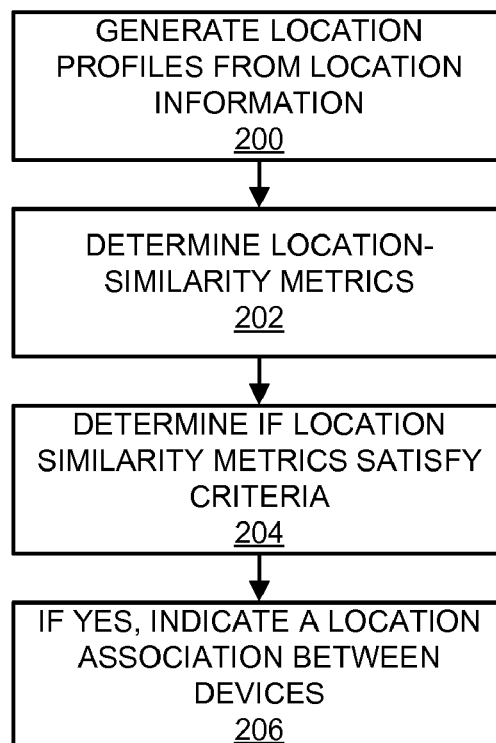 GENERATE LOCATION
PROFILES FROM LOCATION
INFORMATION
200
DETERMINE LOCATION-
SIMILARITY METRICS
202
DETERMINE IF LOCATION
SIMILARITY METRICS SATISFY
CRITERIA
204
IF YES, INDICATE A LOCATION
ASSOCIATION BETWEEN
DEVICES
206